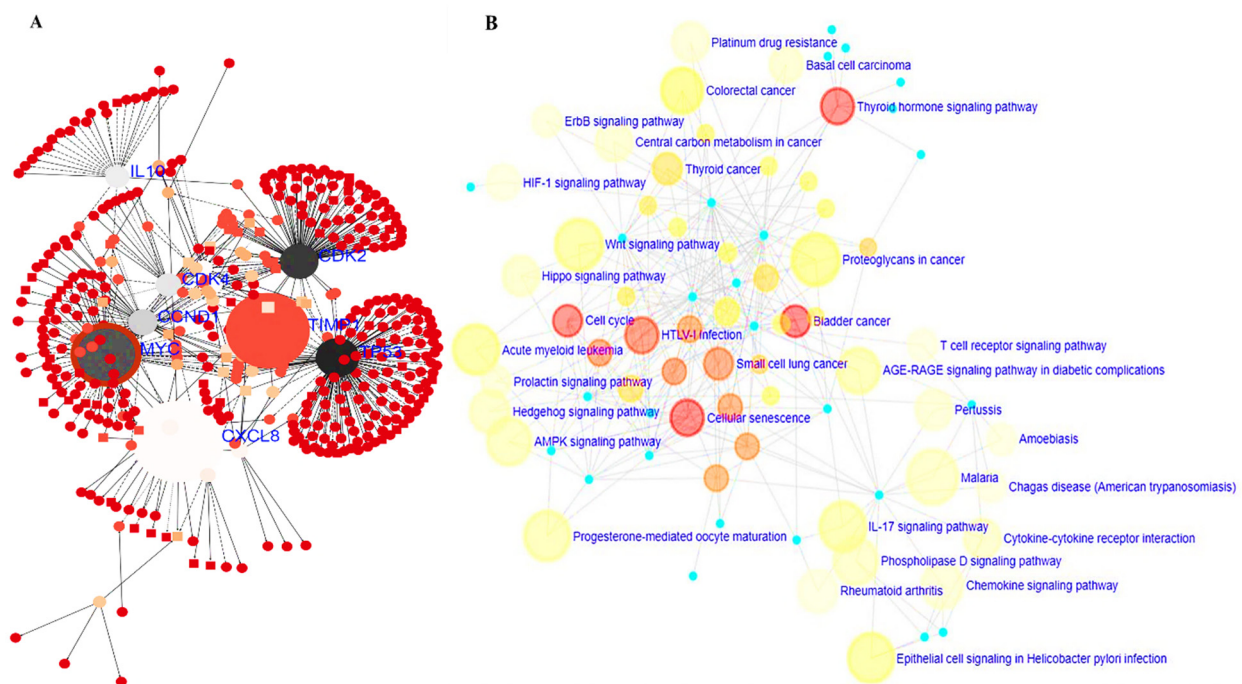 A
B
IL10
CDK2
CDK4
CCND1
TIMP1
MYC
TP53
CXCL8
Platinum drug resistance
Basal cell carcinoma
Colorectal cancer
Thyroid hormone signaling pathway
ErbB signaling pathway
Central carbon metabolism in cancer
Thyroid cancer
HIF-1 signaling pathway
Wnt signaling pathway
Proteoglycans in cancer
Hippo signaling pathway
Cell cycle
HTLV-I infection
Bladder cancer
Acute myeloid leukemia
T cell receptor signaling pathway
Small cell lung cancer
AGE-RAGE signaling pathway in diabetic complications
Prolactin signaling pathway
Hedgehog signaling pathway
Cellular senescence
Pertussis
AMPK signaling pathway
Amoebiasis
Malaria
Chagas disease (American trypanosomiasis)
IL-17 signaling pathway
Progesterone-mediated oocyte maturation
Cytokine-cytokine receptor interaction
Phospholipase D signaling pathway
Rheumatoid arthritis
Chemokine signaling pathway
Epithelial cell signaling in Helicobacter pylori infection